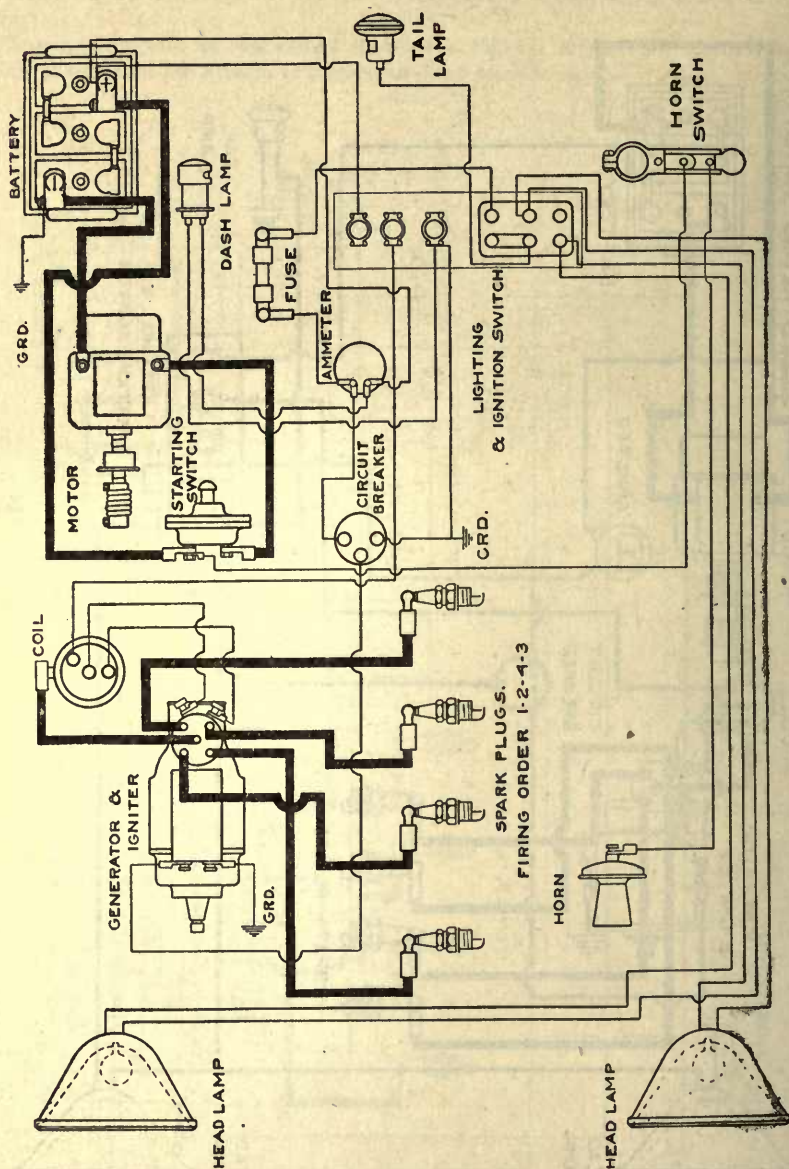 BATTERY
GRD.
MOTOR
STARTING
SWITCH
COIL
GENERATOR &
IGNITER
GRD.
HEAD LAMP
DASH LAMP
FUSE
AMMETER
CIRCUIT
BREAKER
GRD.
TAIL
LAMP
LIGHTING
& IGNITION SWITCH
SPARK PLUGS.
FIRING ORDER 1-2-4-3
HORN
HORN
SWITCH
HEAD LAMP